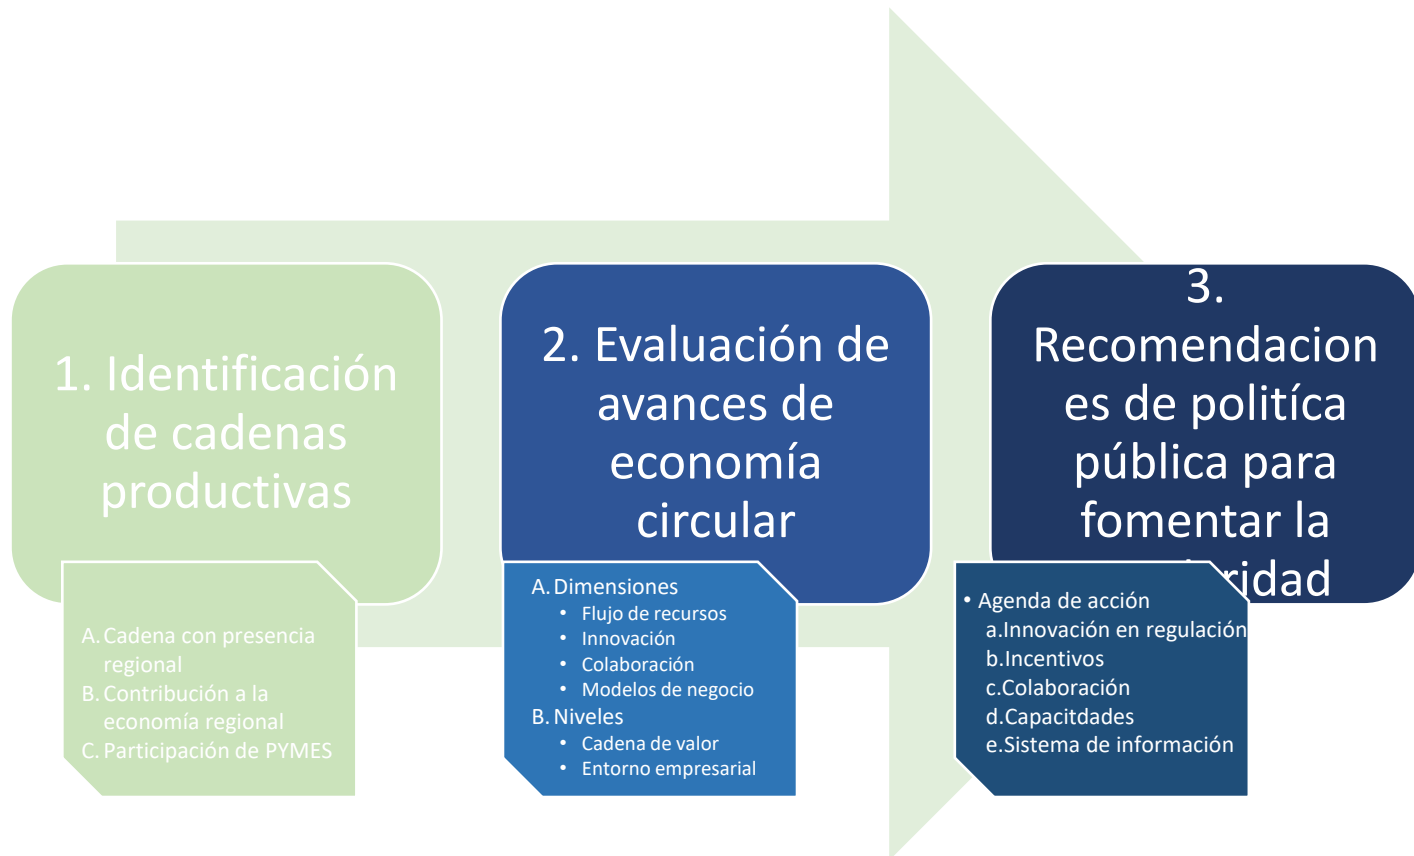 1. Identificación
de cadenas
productivas
A. Cadena con presencia
regional
B. Contribución a la
economía regional
C. Participación de PYMES
2. Evaluación de
avances de
economía
circular
A. Dimensiones
• Flujo de recursos
• Innovación
• Colaboración
• Modelos de negocio
B. Niveles
• Cadena de valor
• Entorno empresarial
3.
Recomendacion
es de politíca
pública para
fomentar la
• Agenda de acción
a.Innovación en regulación
b.Incentivos
c.Colaboración
d.Capacitdades
e.Sistema de información